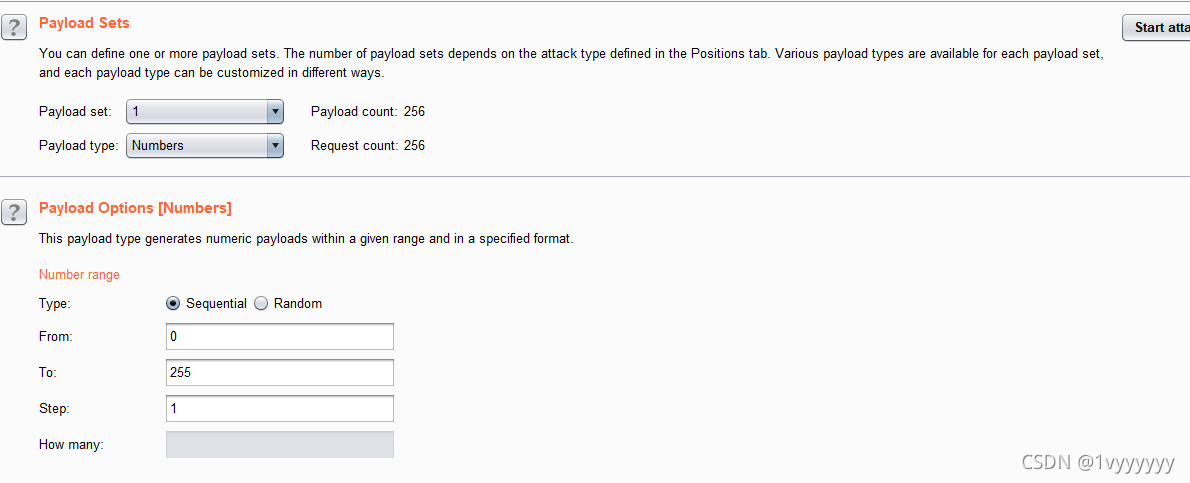 Payload Sets
Start atta
You can define one or more payload sets. The number of payload sets depends on the attack type defined in the Positions tab. Various payload types are available for each payload set,
and each payload type can be customized in different ways.
Payload set: 1 Payload count: 256
Payload type: Numbers Request count: 256
Payload Options [Numbers]
This payload type generates numeric payloads within a given range and in a specified format.
Number range
Type: Sequential Random
From: 0
To: 255
Step: 1
How many:
CSDN @1vyyyyyy